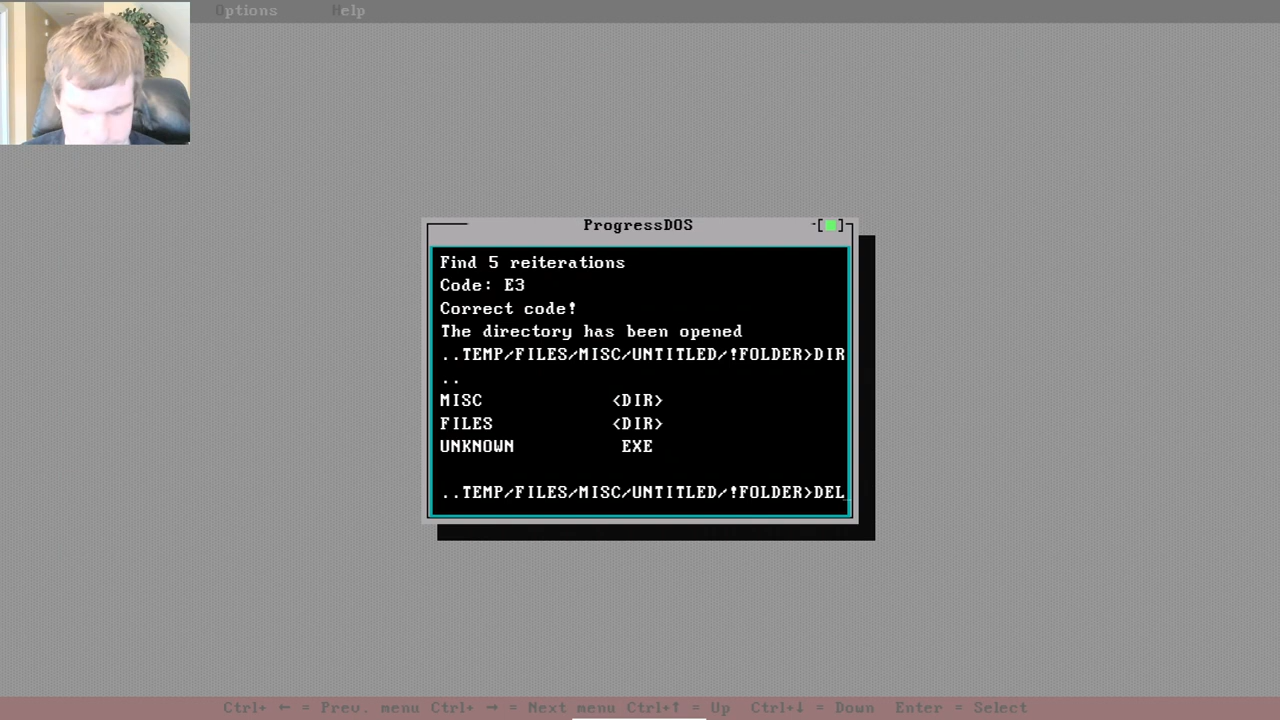 Options Help
ProgressDOS
-[■]
Find 5 reiterations
Code: E3
Correct code!
The directory has been opened
..TEMP/FILES/MISC/UNTITLED/!FOLDER>DIR
..
MISC <DIR>
FILES <DIR>
UNKNOWN EXE
..TEMP/FILES/MISC/UNTITLED/!FOLDER>DEL_
Ctrl+ ← = Prev. menu Ctrl+ → = Next menu Ctrl+↑ = Up Ctrl+↓ = Down Enter = Select